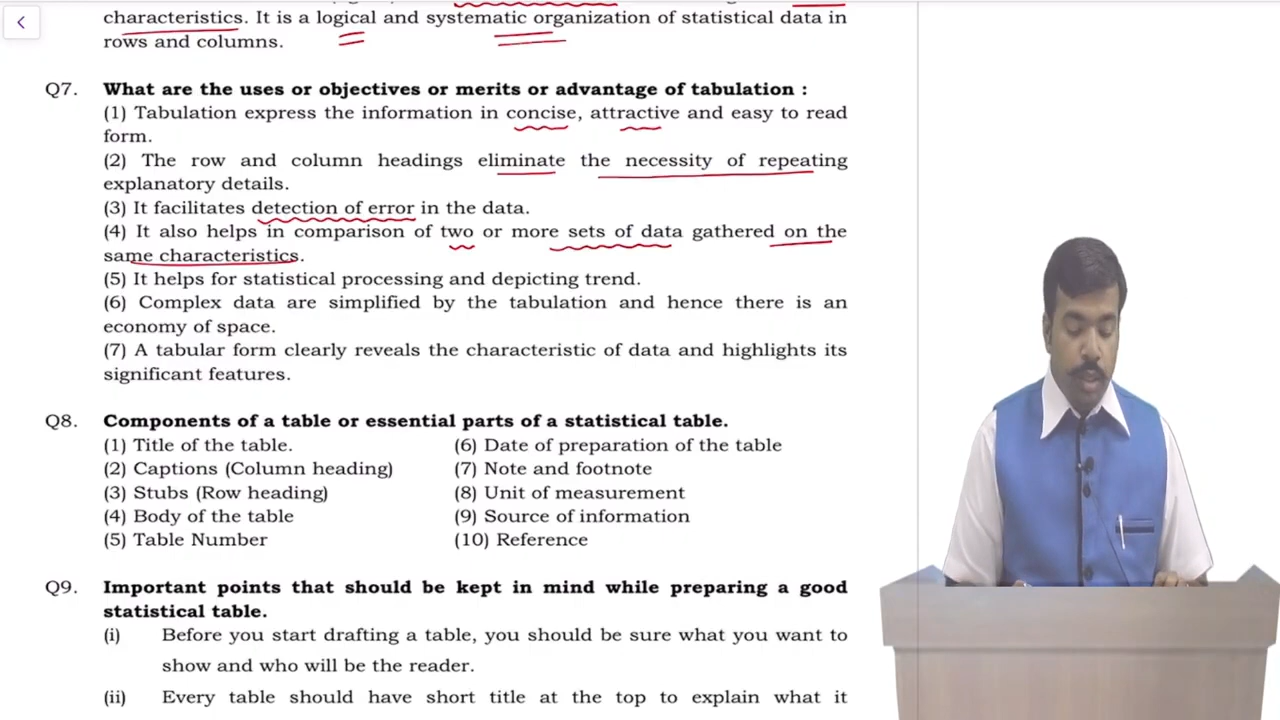 characteristics. It is a logical and systematic organization of statistical data in
rows and columns.
Q7. What are the uses or objectives or merits or advantage of tabulation :
(1) Tabulation express the information in concise, attractive and easy to read
form.
(2) The row and column headings eliminate the necessity of repeating
explanatory details.
(3) It facilitates detection of error in the data.
(4) It also helps in comparison of two or more sets of data gathered on the
same characteristics.
(5) It helps for statistical processing and depicting trend.
(6) Complex data are simplified by the tabulation and hence there is an
economy of space.
(7) A tabular form clearly reveals the characteristic of data and highlights its
significant features.
Q8. Components of a table or essential parts of a statistical table.
(1) Title of the table.
(2) Captions (Column heading)
(3) Stubs (Row heading)
(4) Body of the table
(5) Table Number
(6) Date of preparation of the table
(7) Note and footnote
(8) Unit of measurement
(9) Source of information
(10) Reference
Q9. Important points that should be kept in mind while preparing a good
statistical table.
(i) Before you start drafting a table, you should be sure what you want to
show and who will be the reader.
(ii) Every table should have short title at the top to explain what it